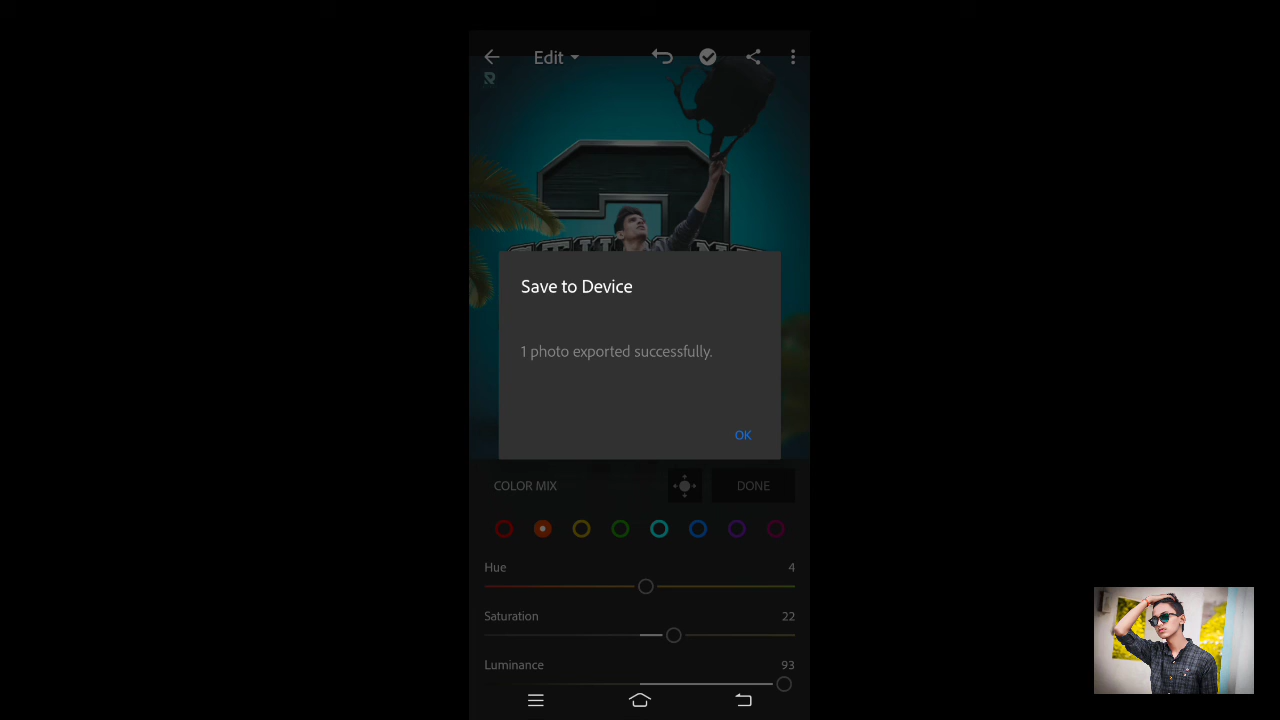 Edit
Save to Device
1 photo exported successfully.
OK
COLOR MIX
DONE
Hue 4
Saturation 22
Luminance 93